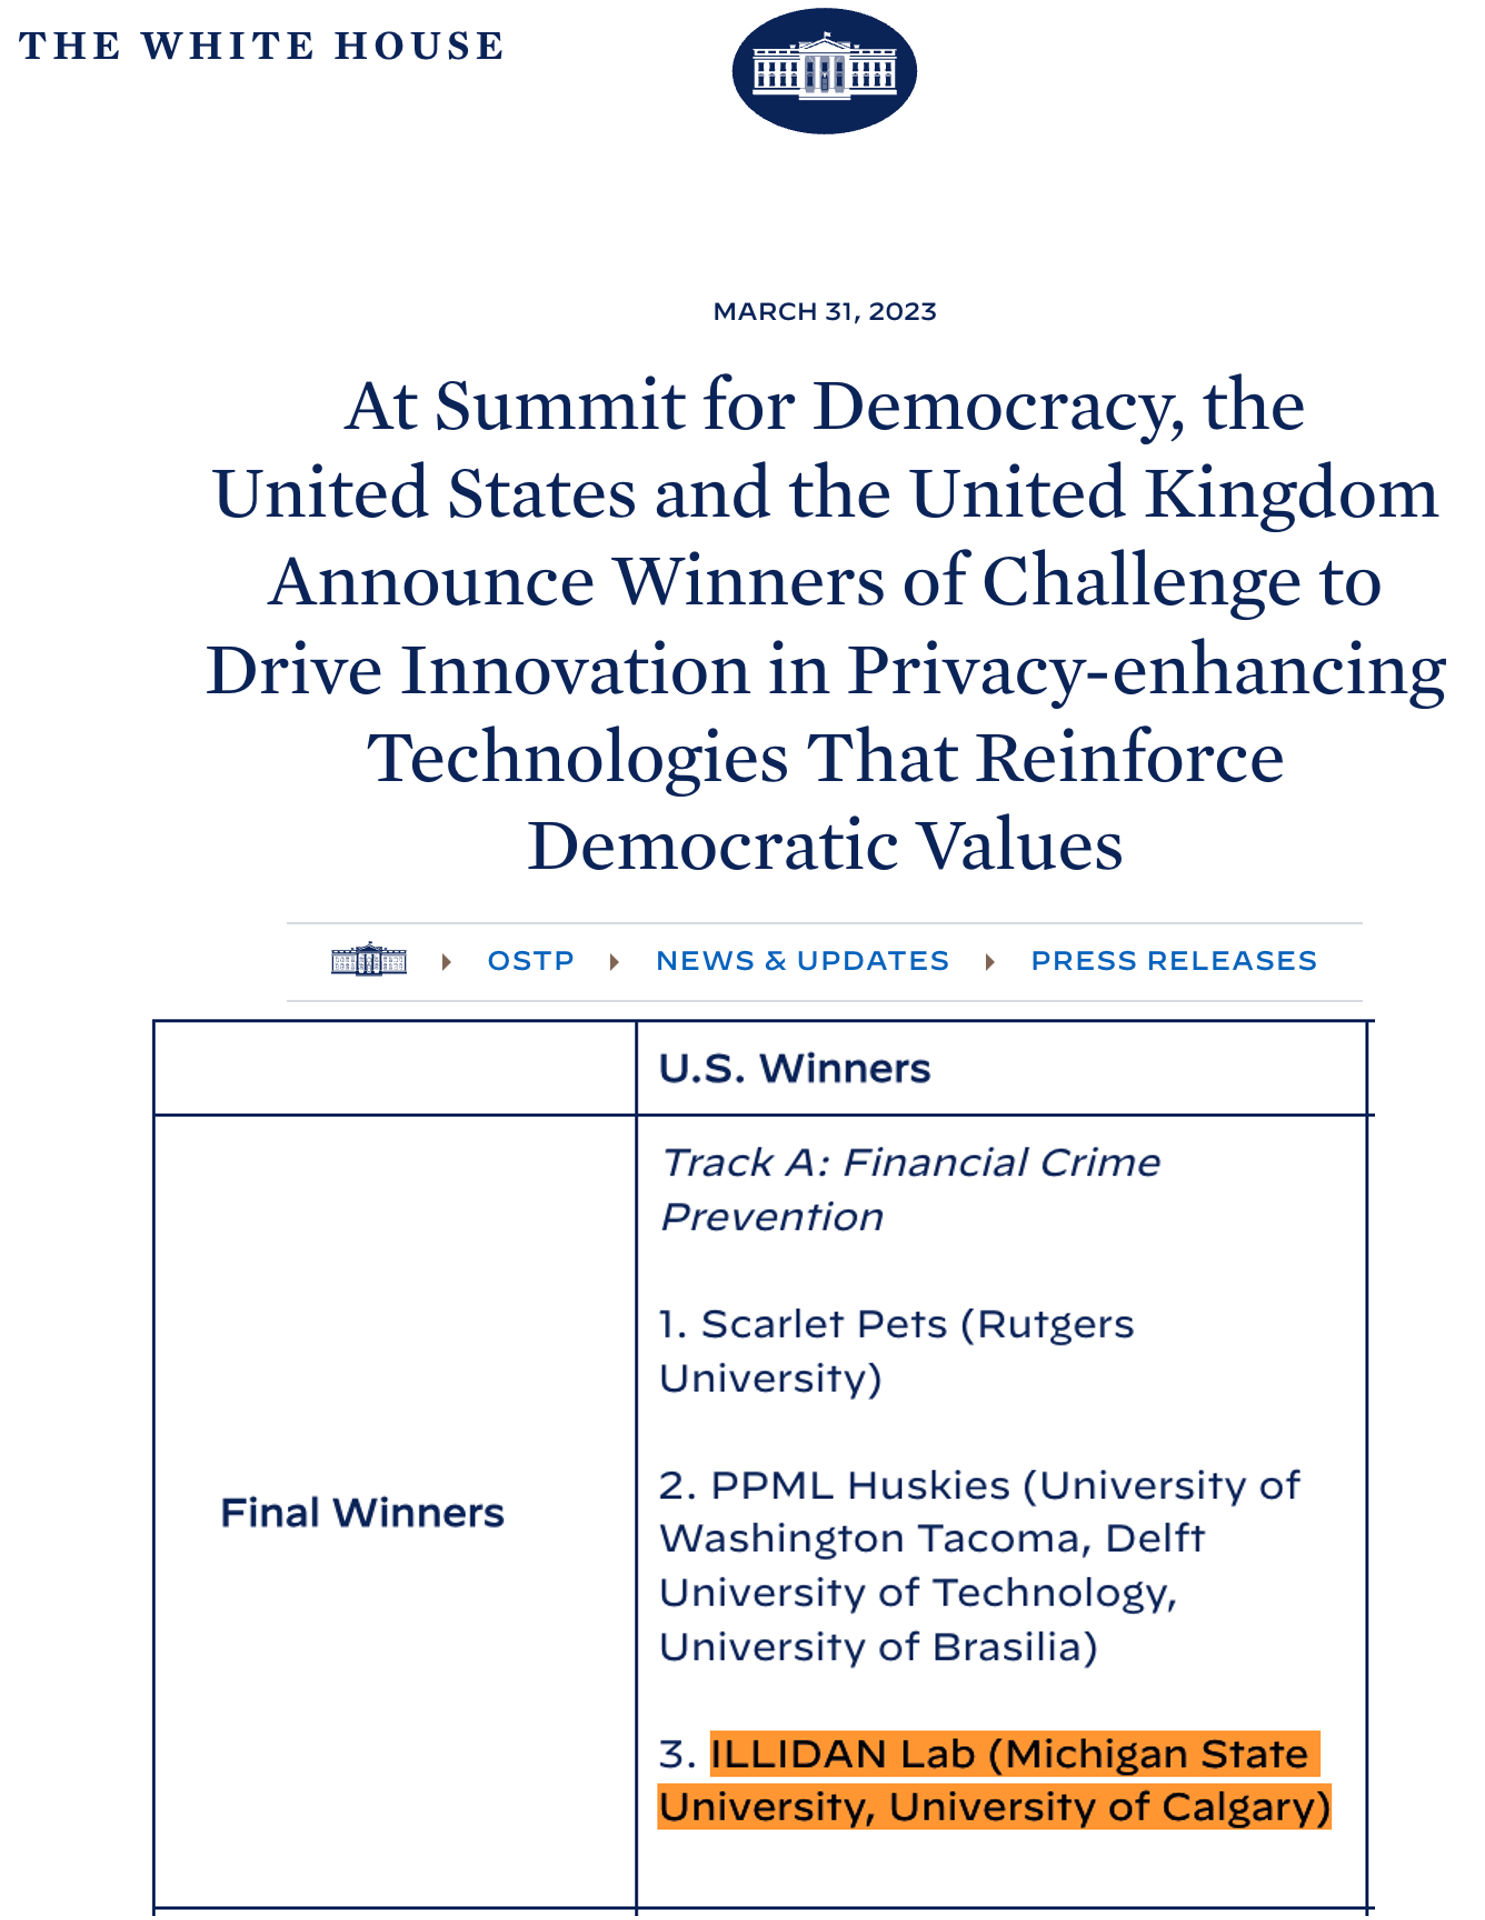 THE WHITE HOUSE
MARCH 31, 2023
At Summit for Democracy, the
United States and the United Kingdom
Announce Winners of Challenge to
Drive Innovation in Privacy-enhancing
Technologies That Reinforce
Democratic Values
OSTP NEWS & UPDATES PRESS RELEASES
U.S. Winners
Final Winners
Track A: Financial Crime
Prevention
1. Scarlet Pets (Rutgers
University)
2. PPML Huskies (University of
Washington Tacoma, Delft
University of Technology,
University of Brasilia)
3. ILLIDAN Lab (Michigan State
University, University of Calgary)